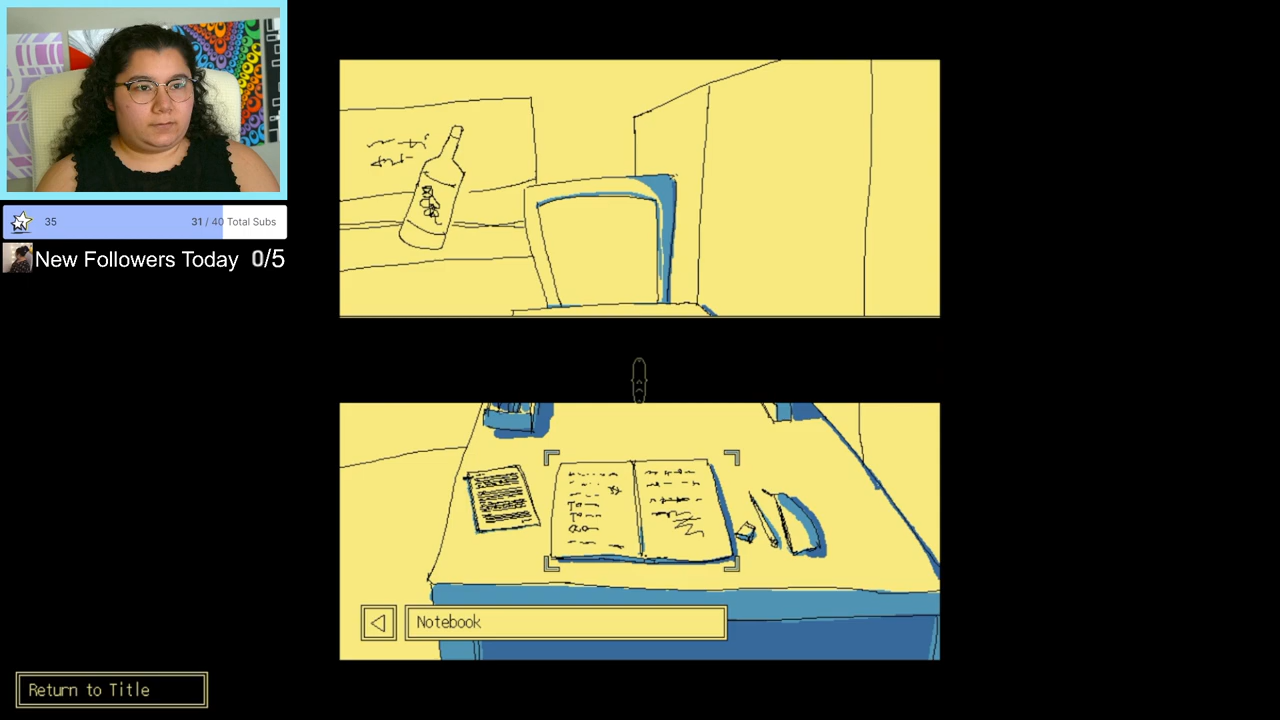 35
31 / 40 Total Subs
New Followers Today 0/5
Notebook
Return to Title